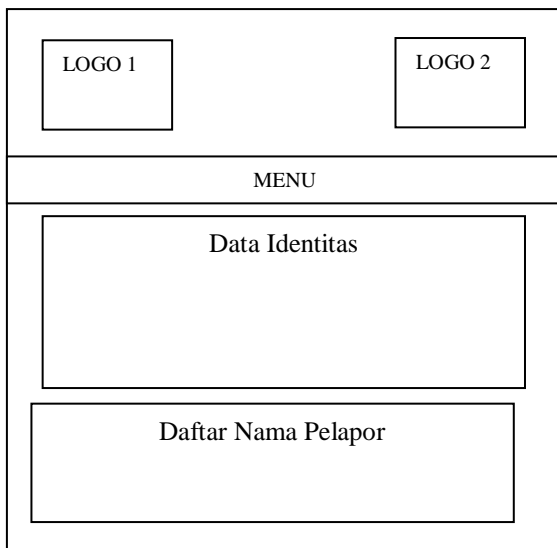 LOGO 1
LOGO 2
MENU
Data Identitas
Daftar Nama Pelapor